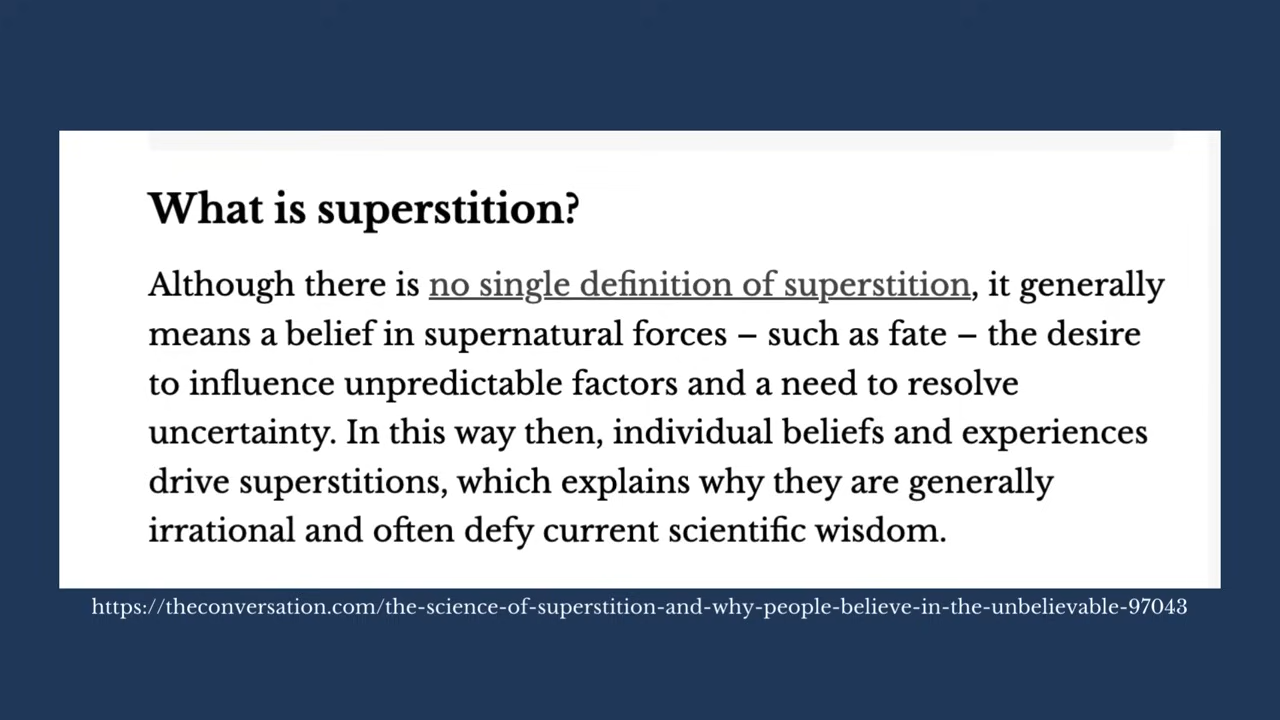 What is superstition?
Although there is no single definition of superstition, it generally
means a belief in supernatural forces – such as fate – the desire
to influence unpredictable factors and a need to resolve
uncertainty. In this way then, individual beliefs and experiences
drive superstitions, which explains why they are generally
irrational and often defy current scientific wisdom.
https://theconversation.com/the-science-of-superstition-and-why-people-believe-in-the-unbelievable-97043